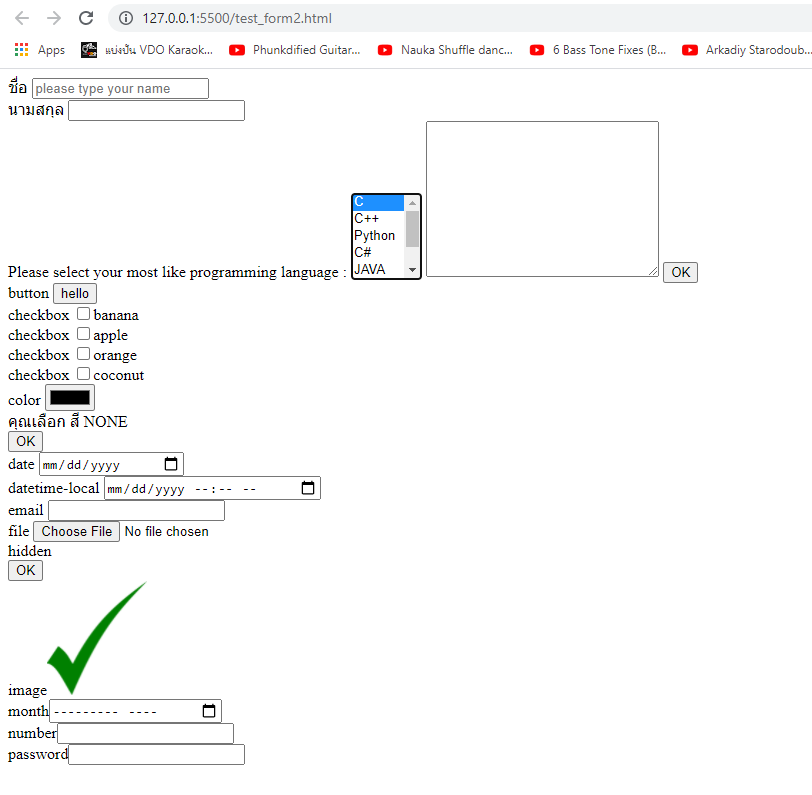 127.0.0.1:5500/test_form2.html
Apps แบ่งปัน VDO Karaok... Phunkdified Guitar... Nauka Shuffle danc... 6 Bass Tone Fixes (B... Arkadiy Starodoub...
ชื่อ please type your name
นามสกุล
Please select your most like programming language :
C
C++
Python
C#
JAVA
OK
button hello
checkbox banana
checkbox apple
checkbox orange
checkbox coconut
color
คุณเลือก สี NONE
OK
date mm/dd/yyyy
datetime-local mm/dd/yyyy --:-- --
email
file Choose File No file chosen
hidden
OK
image
month--------- ----
number
password